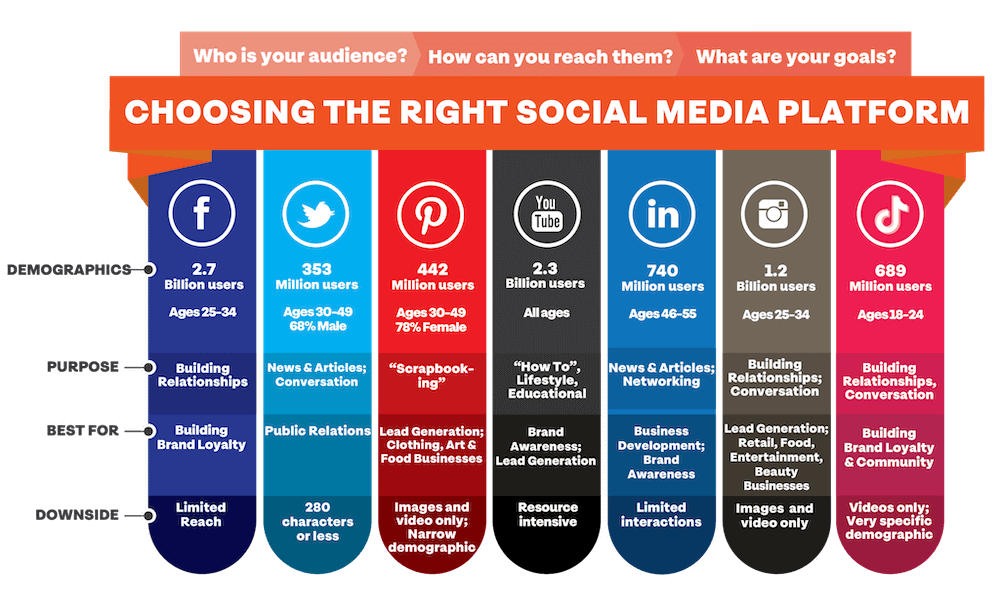 Who is your audience?
How can you reach them?
What are your goals?
CHOOSING THE RIGHT SOCIAL MEDIA PLATFORM
f
You
Tube
in
DEMOGRAPHICS
2.7
Billion users
Ages 25-34
353
Million users
Ages 30-49
68% Male
442
Million users
Ages 30-49
78% Female
2.3
Billion users
All ages
740
Million users
Ages 46-55
1.2
Billion users
Ages 25-34
689
Million users
Ages 18-24
PURPOSE
Building
Relationships
News & Articles;
Conversation
“Scrapbook-
ing”
“How To”,
Lifestyle,
Educational
News & Articles;
Networking
Building
Relationships;
Conversation
Building
Relationships,
Conversation
BEST FOR
Building
Brand Loyalty
Public Relations
Lead Generation;
Clothing, Art &
Food Businesses
Brand
Awareness;
Lead Generation
Business
Development;
Brand
Awareness
Lead Generation;
Retail, Food,
Entertainment,
Beauty
Businesses
Building
Brand Loyalty
& Community
DOWNSIDE
Limited
Reach
280
characters
or less
Images and
video only;
Narrow
demographic
Resource
intensive
Limited
interactions
Images and
video only
Videos only;
Very specific
demographic